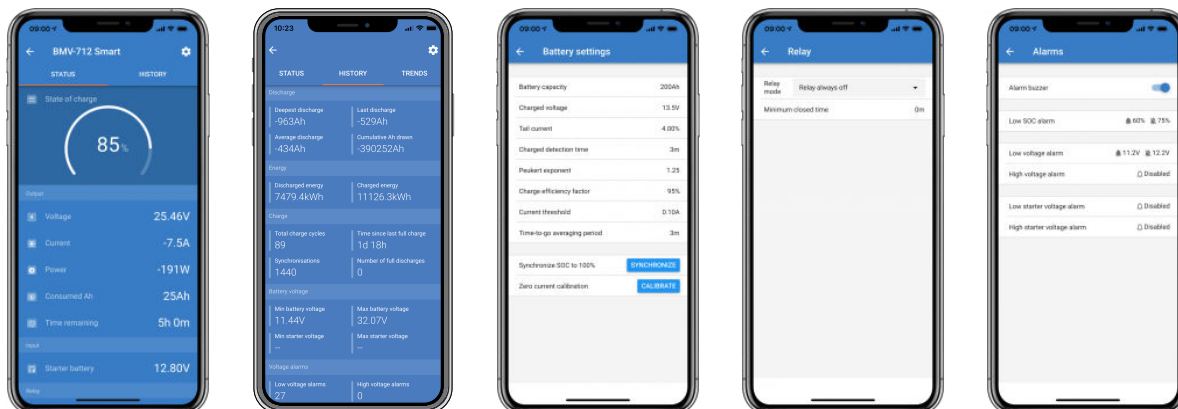 09:00
BMV-712 Smart
STATUS HISTORY
State of charge
85%
Output
Voltage 25.46V
Current -7.5A
Power -191W
Consumed Ah 25Ah
Time remaining 5h 0m
Input
Starter battery 12.80V
Relay
10:23
STATUS HISTORY TRENDS
Discharge
Deepest discharge Last discharge
-963Ah -529Ah
Average discharge Cumulative Ah drawn
-434Ah -390252Ah
Energy
Discharged energy Charged energy
7479.4kWh 11126.3kWh
Charge
Total charge cycles Time since last full charge
89 1d 18h
Synchronisations Number of full discharges
1440 0
Battery voltage
Min battery voltage Max battery voltage
11.44V 32.07V
Min starter voltage Max starter voltage
-- --
Voltage alarms
Low voltage alarms High voltage alarms
27 0
09:00
Battery settings
Battery capacity 200Ah
Charged voltage 13.5V
Tail current 4.00%
Charged detection time 3m
Peukert exponent 1.25
Charge efficiency factor 95%
Current threshold 0.10A
Time-to-go averaging period 3m
Synchronize SOC to 100% SYNCHRONIZE
Zero current calibration CALIBRATE
09:00
Relay
Relay mode Relay always off
Minimum closed time 0m
09:00
Alarms
Alarm buzzer
Low SOC alarm 60% 75%
Low voltage alarm 11.2V 12.2V
High voltage alarm Disabled
Low starter voltage alarm Disabled
High starter voltage alarm Disabled